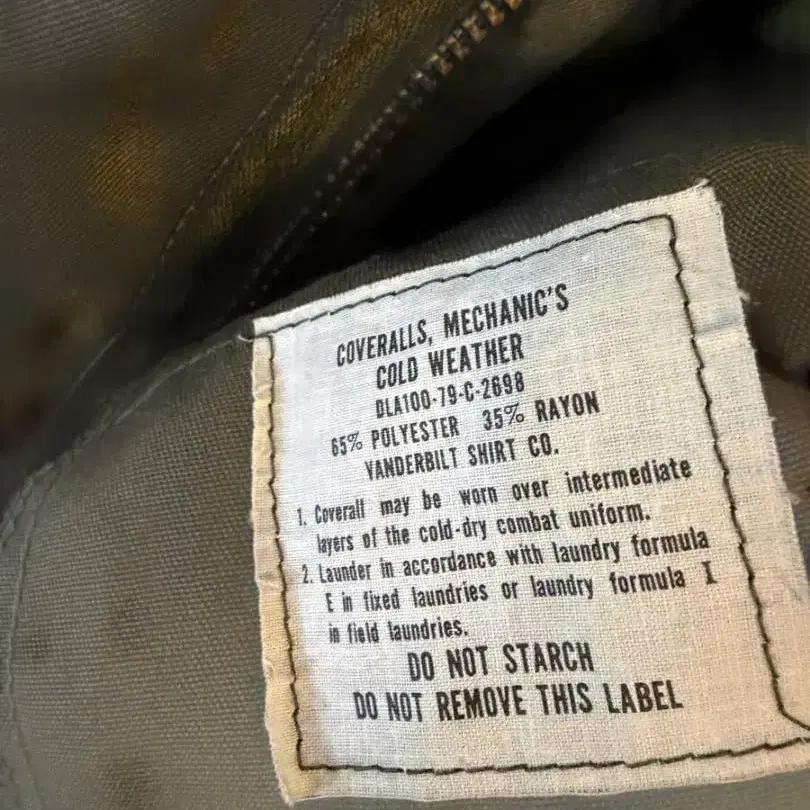 COVERALLS, MECHANIC'S
COLD WEATHER
DLA100-79-C-2698
65% POLYESTER 35% RAYON
VANDERBILT SHIRT CO.
1. Coverall may be worn over intermediate
layers of the cold-dry combat uniform.
2. Launder in accordance with laundry formula
E in fixed laundries or laundry formula I
in field laundries.
DO NOT STARCH
DO NOT REMOVE THIS LABEL